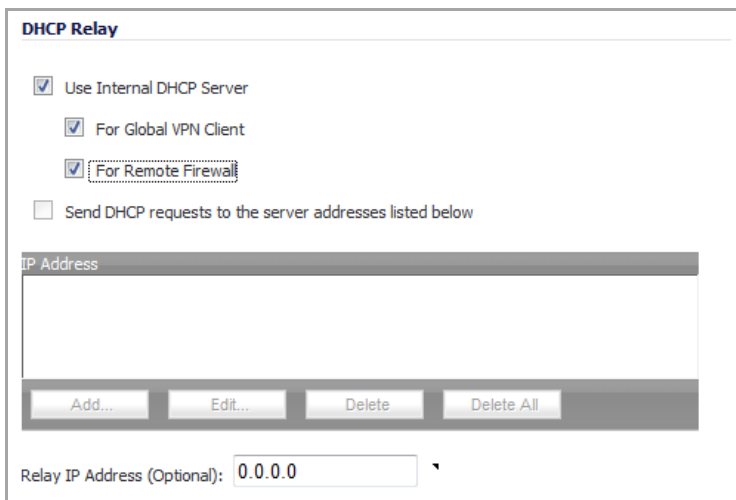 DHCP Relay
Use Internal DHCP Server
For Global VPN Client
For Remote Firewall
Send DHCP requests to the server addresses listed below
IP Address
Add... Edit... Delete Delete All
Relay IP Address (Optional): 0.0.0.0